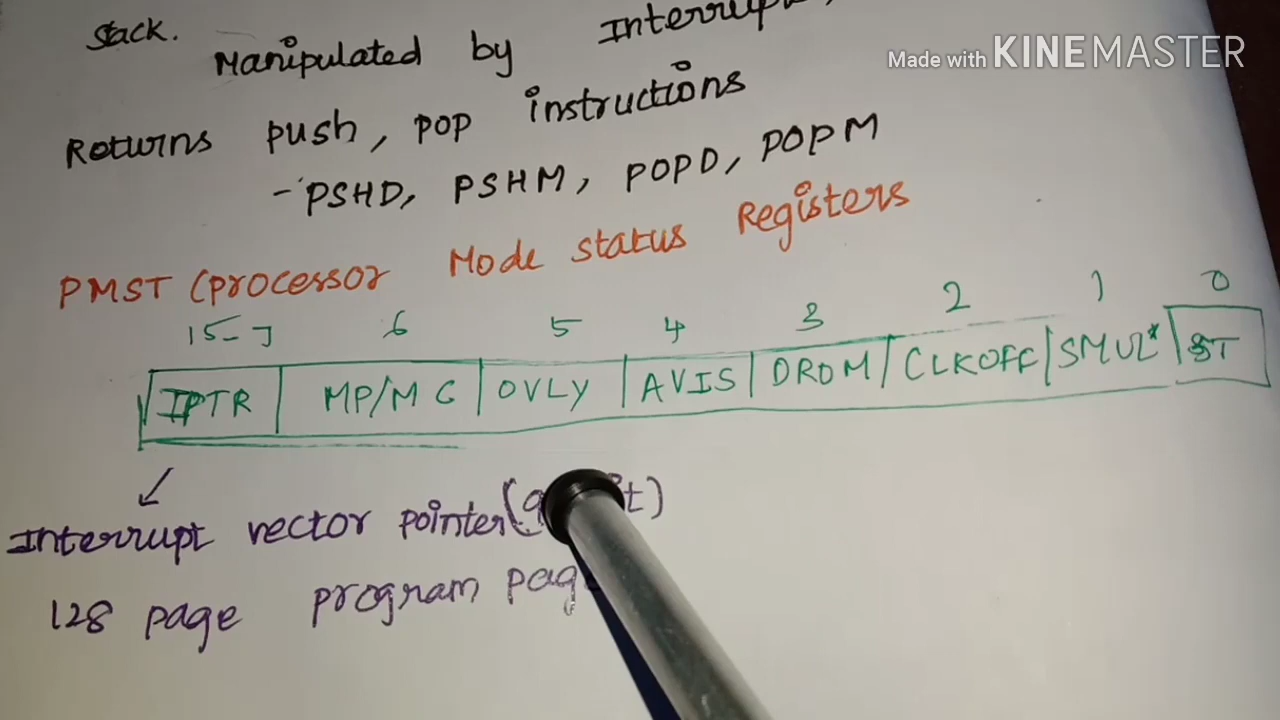 Stack.
Manipulated by Interrupt,
Made with KINEMASTER
Returns push, pop instructions
- PSHD, PSHM, POPD, POPM
PMST (processor Mode status Registers
15-7 6 5 4 3 2 1 0
IPTR MP/MC OVLY AVIS DROM CLKOFF SMUL* ST
Interrupt vector pointer
128 page program page